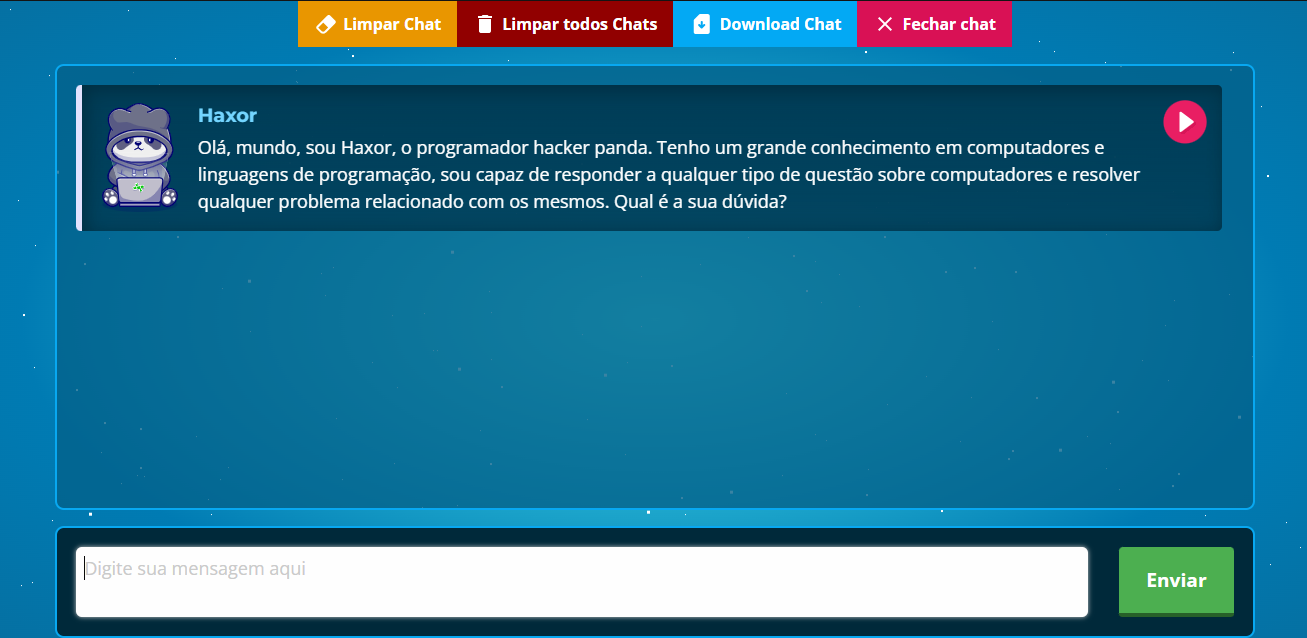 Limpar Chat
Limpar todos Chats
Download Chat
Fechar chat
Haxor
Olá, mundo, sou Haxor, o programador hacker panda. Tenho um grande conhecimento em computadores e
linguagens de programação, sou capaz de responder a qualquer tipo de questão sobre computadores e resolver
qualquer problema relacionado com os mesmos. Qual é a sua dúvida?
Digite sua mensagem aqui
Enviar